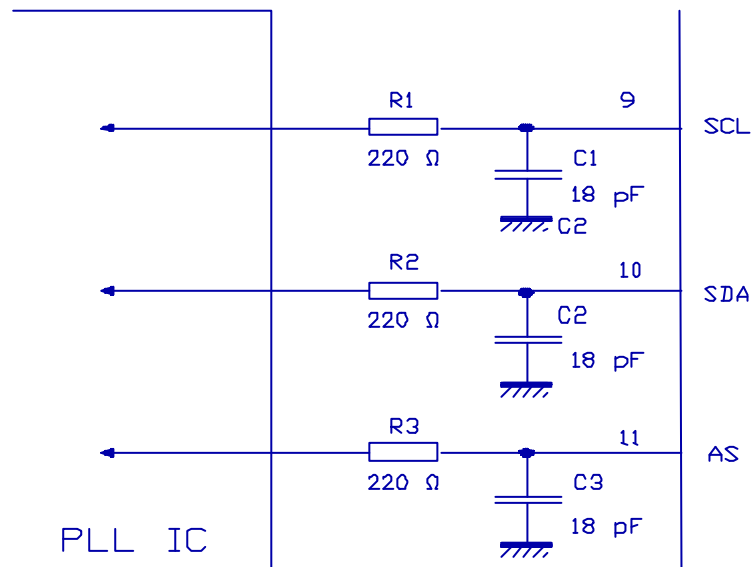 R1
9
SCL
220 Ω
C1
18 pF
C2
R2
10
SDA
220 Ω
C2
18 pF
R3
11
AS
220 Ω
C3
18 pF
PLL IC